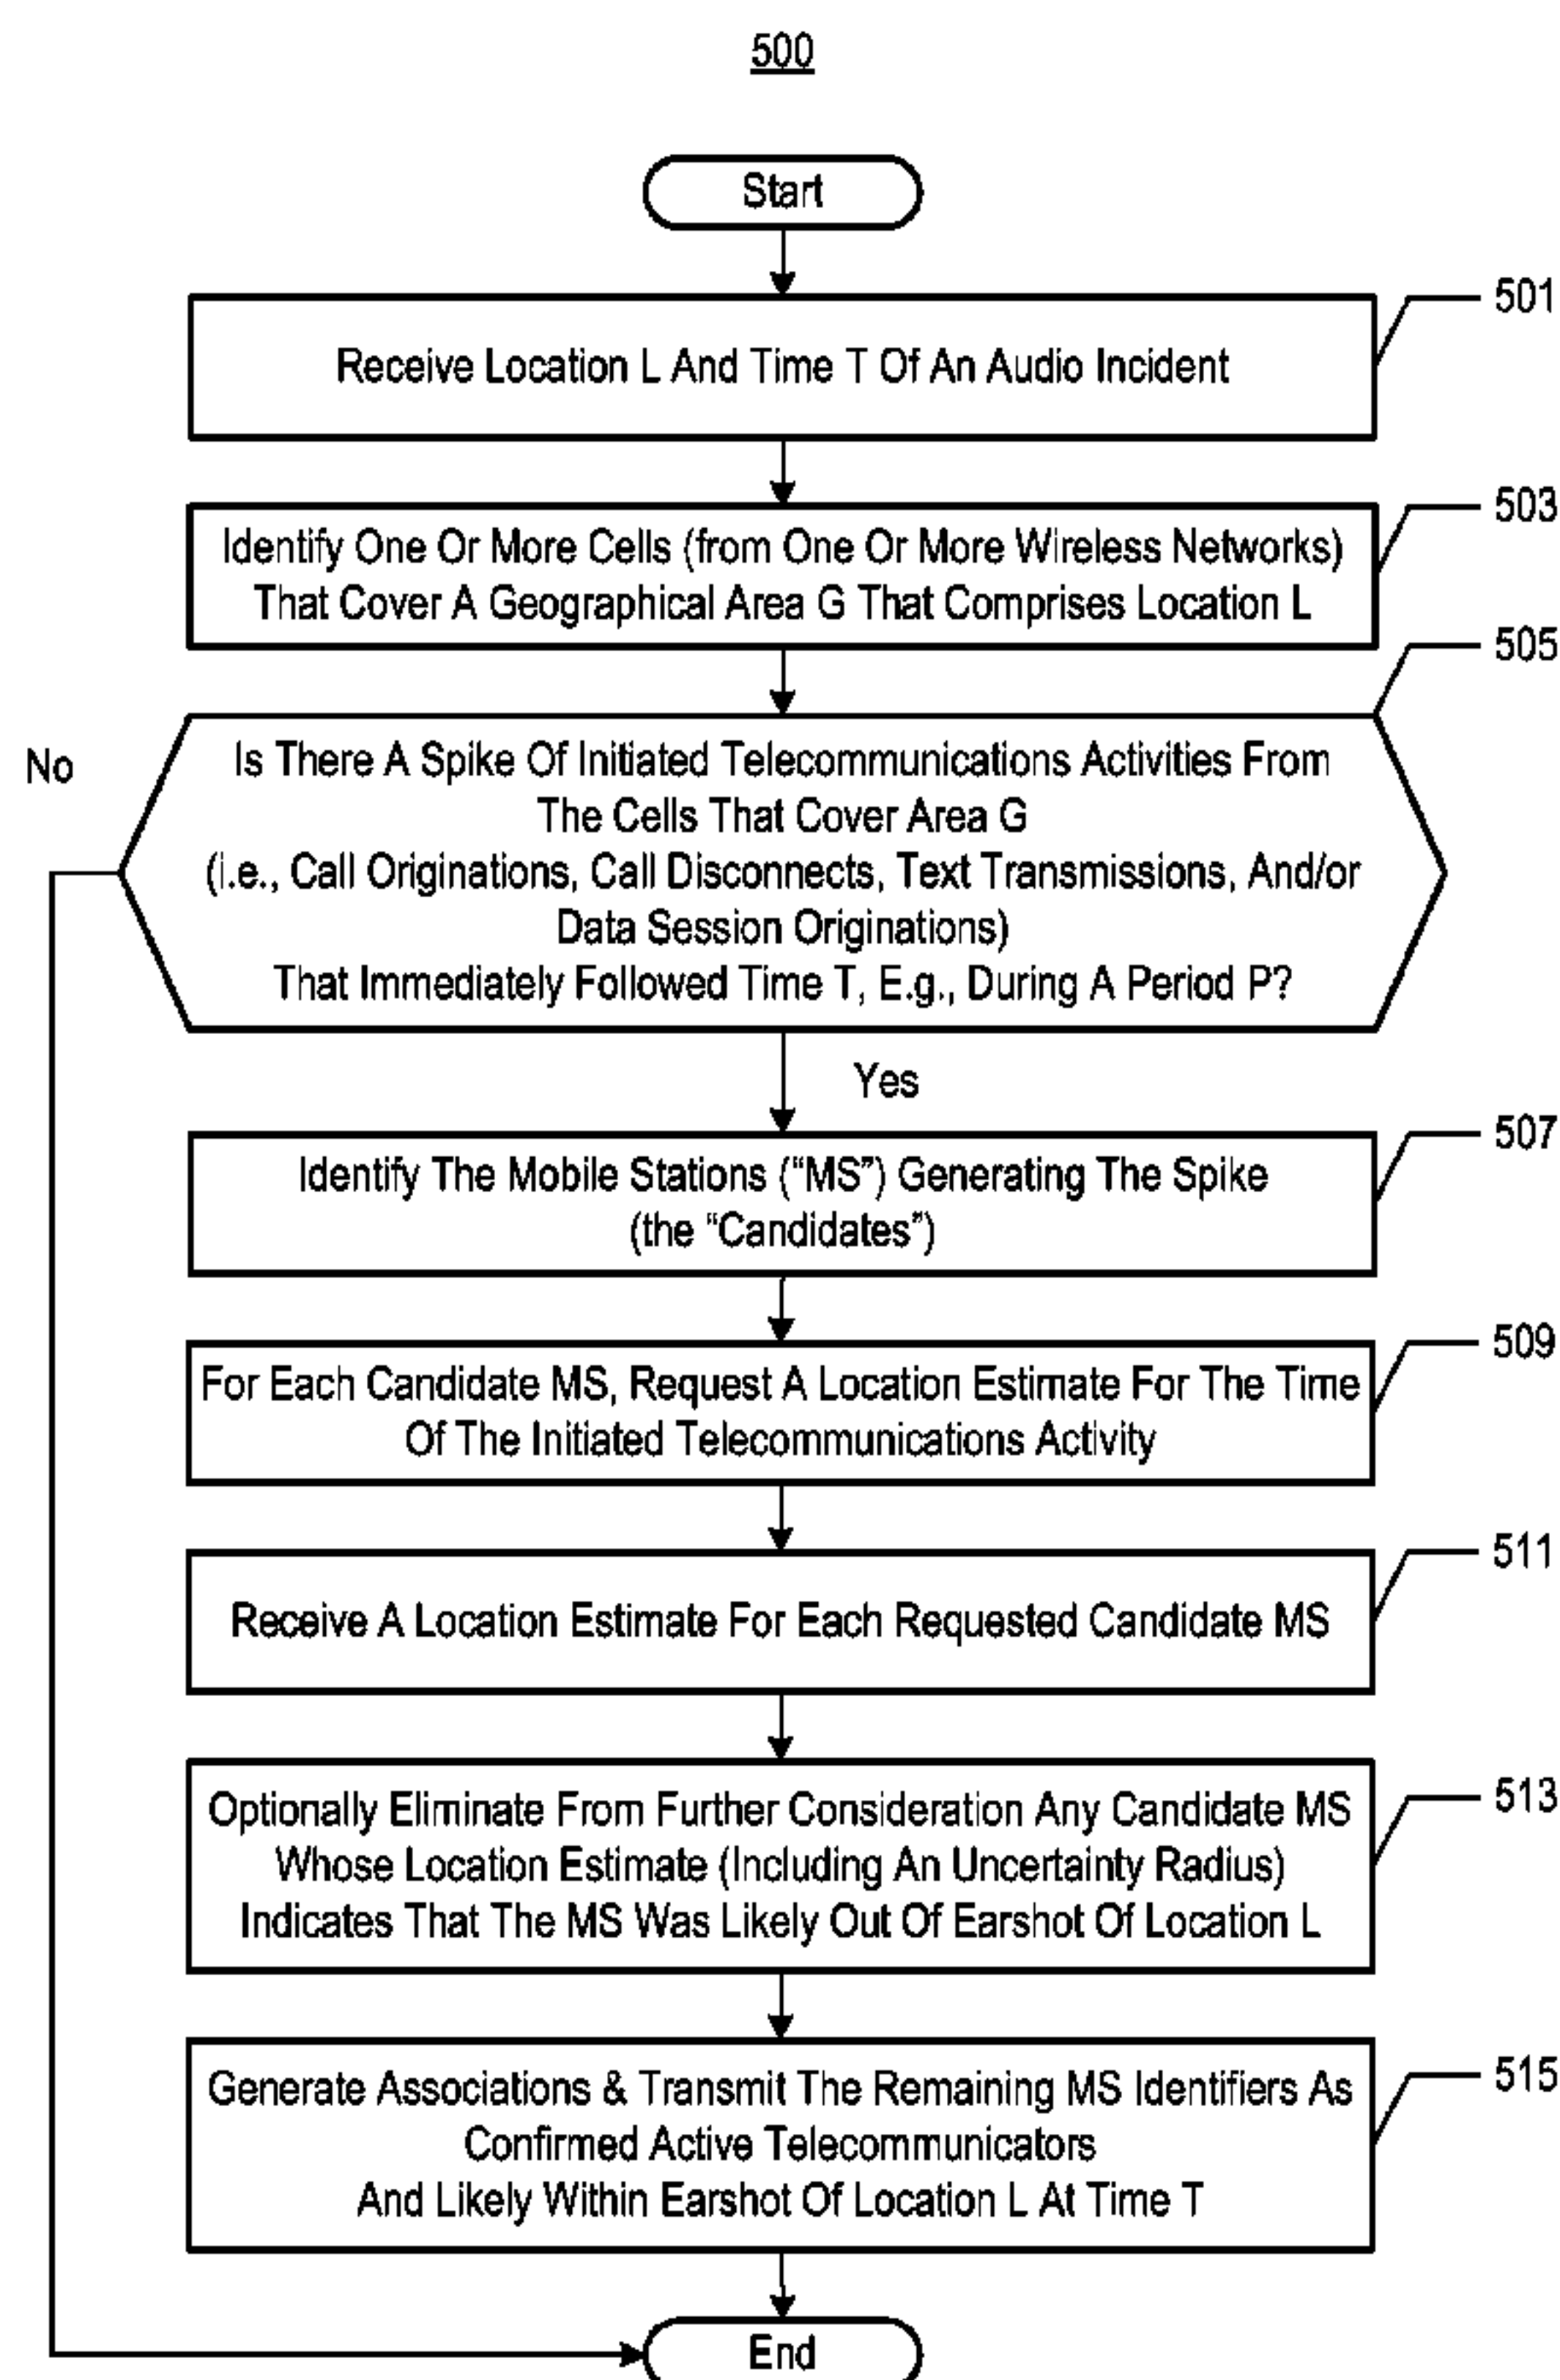 500
Start
501
Receive Location L And Time T Of An Audio Incident
503
Identify One Or More Cells (from One Or More Wireless Networks)
That Cover A Geographical Area G That Comprises Location L
505
No
Is There A Spike Of Initiated Telecommunications Activities From
The Cells That Cover Area G
(i.e., Call Originations, Call Disconnects, Text Transmissions, And/or
Data Session Originations)
That Immediately Followed Time T, E.g., During A Period P?
Yes
507
Identify The Mobile Stations (“MS”) Generating The Spike
(the “Candidates”)
509
For Each Candidate MS, Request A Location Estimate For The Time
Of The Initiated Telecommunications Activity
511
Receive A Location Estimate For Each Requested Candidate MS
513
Optionally Eliminate From Further Consideration Any Candidate MS
Whose Location Estimate (Including An Uncertainty Radius)
Indicates That The MS Was Likely Out Of Earshot Of Location L
515
Generate Associations & Transmit The Remaining MS Identifiers As
Confirmed Active Telecommunicators
And Likely Within Earshot Of Location L At Time T
End